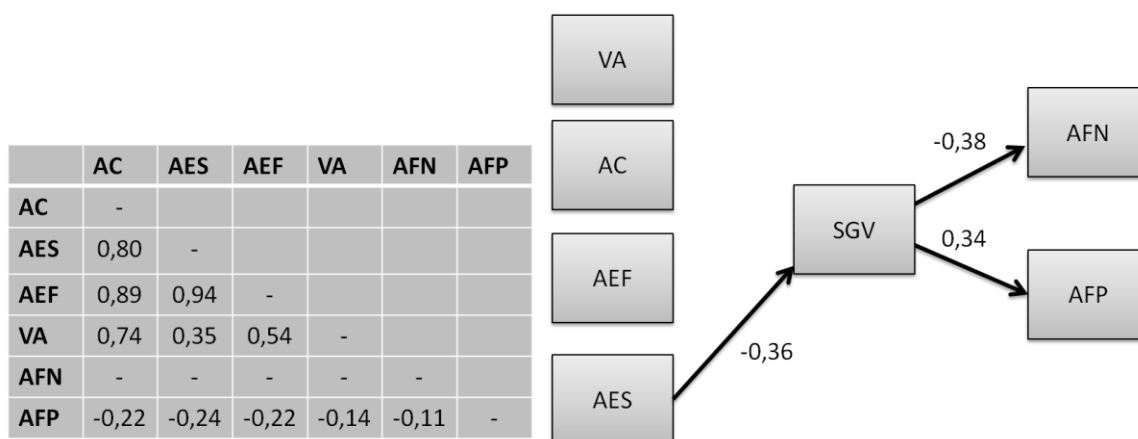 AC AES AEF VA AFN AFP
AC -
AES 0,80 -
AEF 0,89 0,94 -
VA 0,74 0,35 0,54 -
AFN - - - - -
AFP -0,22 -0,24 -0,22 -0,14 -0,11 -
VA
AC
AEF
AES
-0,36
SGV
-0,38
0,34
AFN
AFP